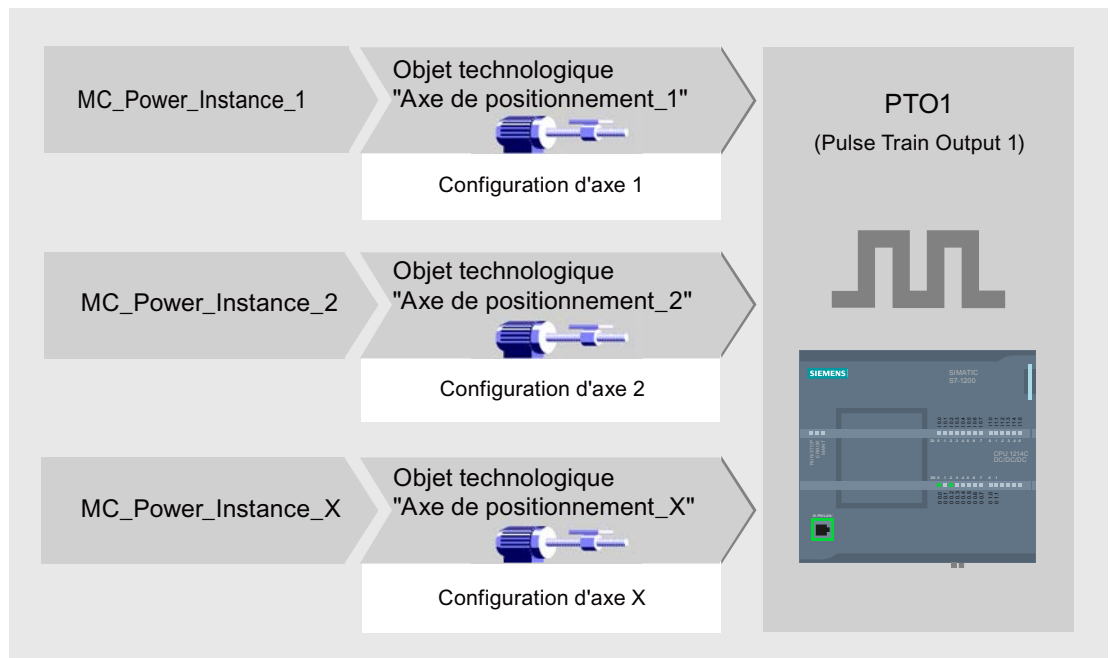 MC_Power_Instance_1
Objet technologique
"Axe de positionnement_1"
Configuration d'axe 1
MC_Power_Instance_2
Objet technologique
"Axe de positionnement_2"
Configuration d'axe 2
MC_Power_Instance_X
Objet technologique
"Axe de positionnement_X"
Configuration d'axe X
PTO1
(Pulse Train Output 1)
SIEMENS
SIMATIC
S7-1200
CPU 1214C
DC/DC/DC